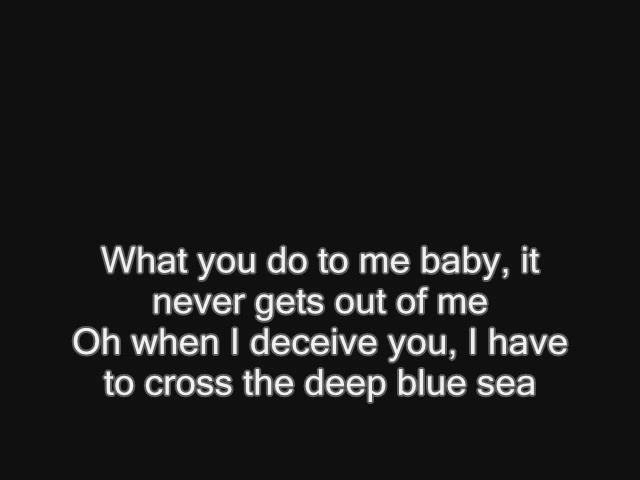 What you do to me baby, it
never gets out of me
Oh when I deceive you, I have
to cross the deep blue sea